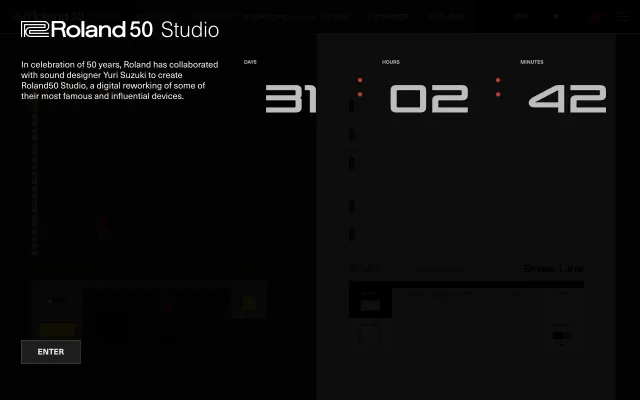 Roland 50 Studio
In celebration of 50 years, Roland has collaborated
with sound designer Yuri Suzuki to create
Roland50 Studio, a digital reworking of some of
their most famous and influential devices.
DAYS
HOURS
MINUTES
31 : 02 : 42
Bass Line
ENTER